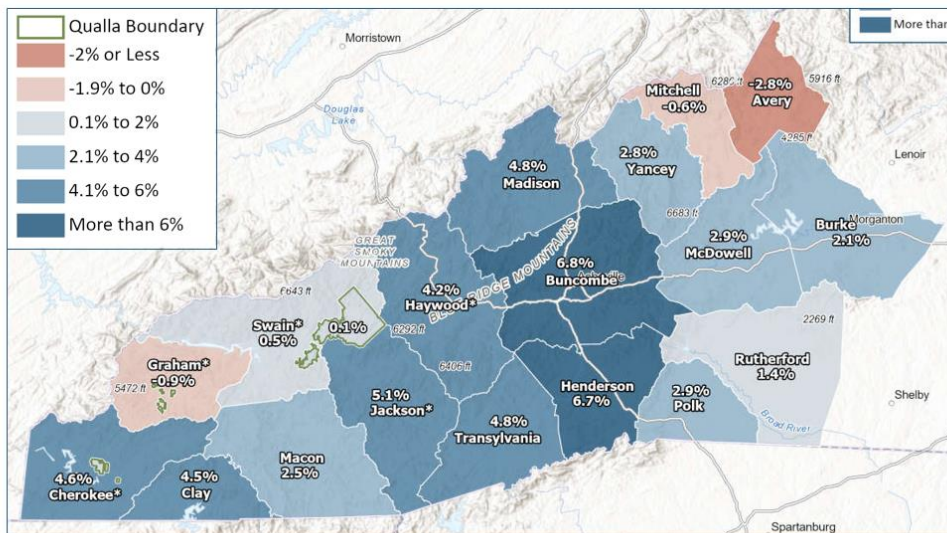 Qualla Boundary
-2% or Less
-1.9% to 0%
0.1% to 2%
2.1% to 4%
4.1% to 6%
More than 6%
More than
Morristown
Douglas
Lake
Mitchell
-0.6%
-2.8%
Avery
5916 ft
4285 ft
Lenoir
2.8%
Yancey
4.8%
Madison
6683 ft
2.9%
McDowell
Burke
Morganton
2.1%
GREAT
SMOKY
MOUNTAINS
BLUE RIDGE MOUNTAINS
6.8%
Buncombe
4.2%
Haywood*
6643 ft
Swain*
0.5%
0.1%
6292 ft
2269 ft
Rutherford
1.4%
Graham*
-0.9%
5472 ft
6406 ft
5.1%
Jackson*
4.8%
Transylvania
Henderson
6.7%
2.9%
Polk
Broad River
Shelby
Macon
2.5%
4.6%
Cherokee*
4.5%
Clay
Spartanburg